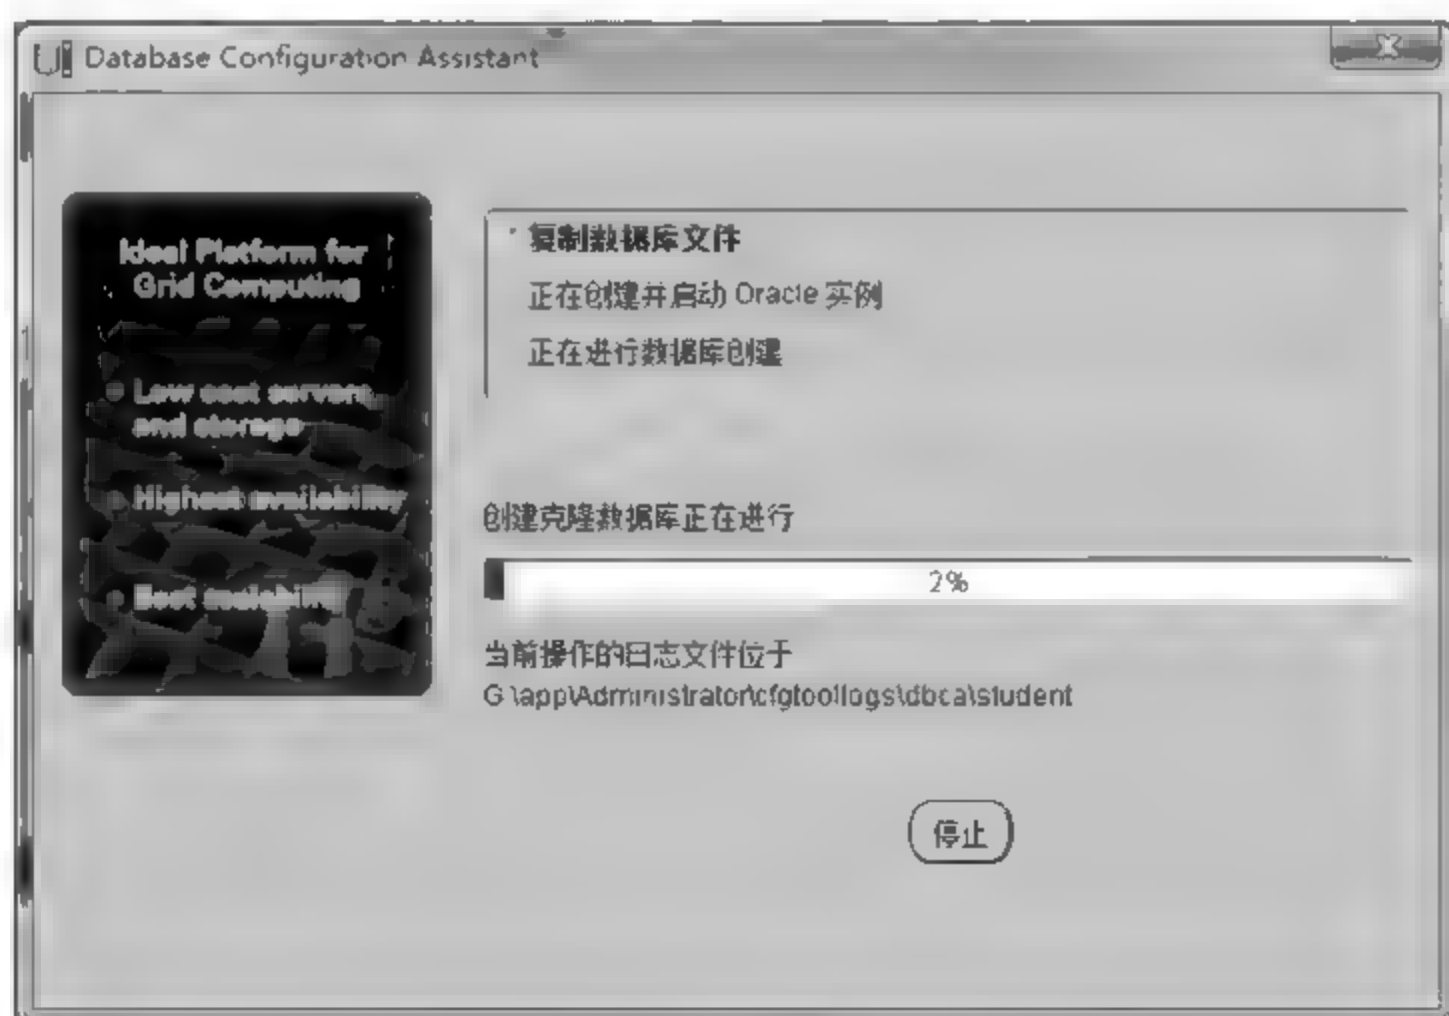 Database Configuration Assistant
Ideal Platform for
Grid Computing
Low cost servers
and storage
Highest availability
Best scalability
复制数据库文件
正在创建并启动 Oracle 实例
正在进行数据库创建
创建克隆数据库正在进行
2%
当前操作的日志文件位于
G:\app\Administrator\cfgtoollogs\dbca\student
停止